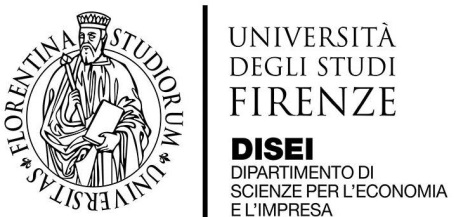 FLORENTINA STUDIORUM UNIVERSITAS
UNIVERSITÀ
DEGLI STUDI
FIRENZE
DISEI
DIPARTIMENTO DI
SCIENZE PER L'ECONOMIA
E L'IMPRESA